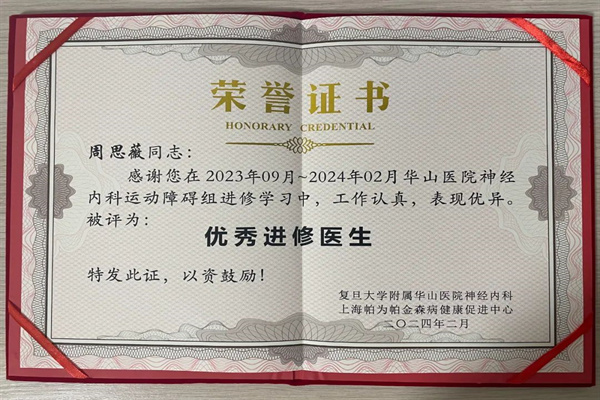 荣誉证书
HONORARY CREDENTIAL
周思薇同志：
感谢您在2023年09月~2024年02月华山医院神经
内科运动障碍组进修学习中，工作认真，表现优异。
被评为：
优秀进修医生
特发此证，以资鼓励！
复旦大学附属华山医院神经内科
上海帕为帕金森病健康促进中心
二〇二四年二月